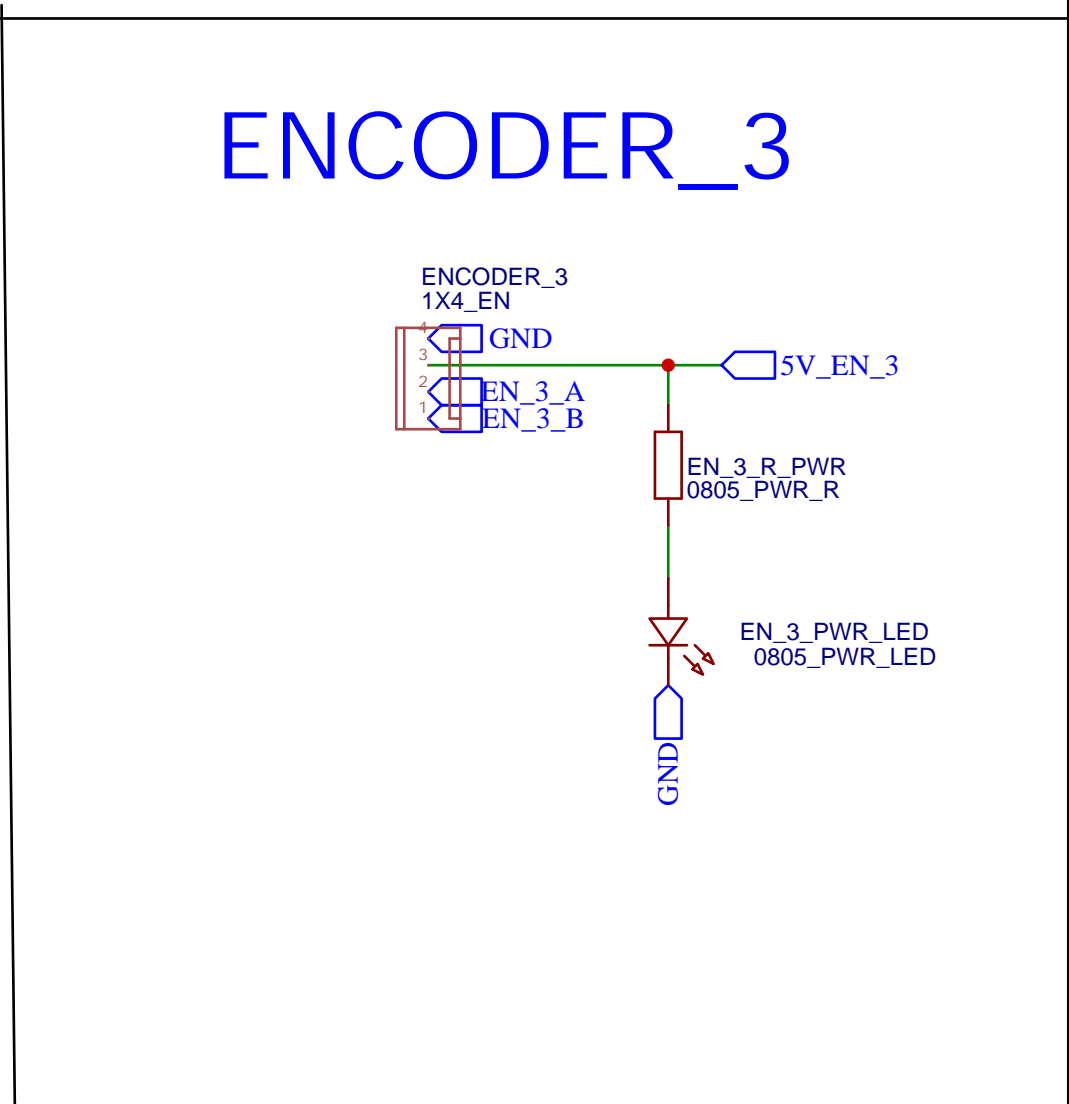 ENCODER_3
ENCODER_3
1X4_EN
4
GND
3
5V_EN_3
2
EN_3_A
1
EN_3_B
EN_3_R_PWR
0805_PWR_R
EN_3_PWR_LED
0805_PWR_LED
GND